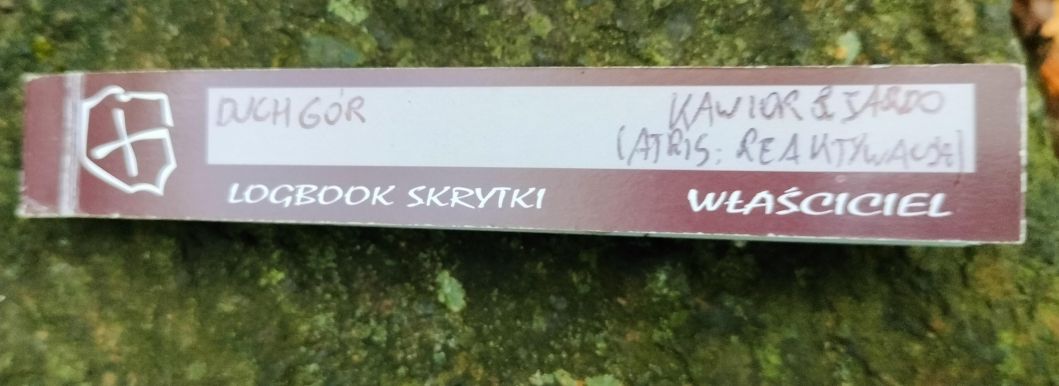 DUCH GÓR
KAWIOR & JARDO
(ATRIS: REAKTYWACJA)
LOGBOOK SKRYTKI
WŁAŚCICIEL